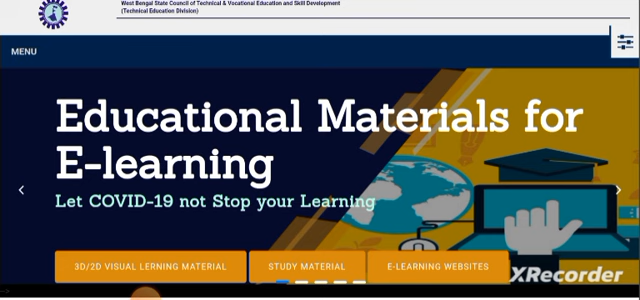 West Bengal State Council of Technical & Vocational Education and Skill Development
(Technical Education Division)
MENU
Educational Materials for
E-learning
Let COVID-19 not Stop your Learning
3D/2D VISUAL LERNING MATERIAL
STUDY MATERIAL
E-LEARNING WEBSITES
XRecorder
-->